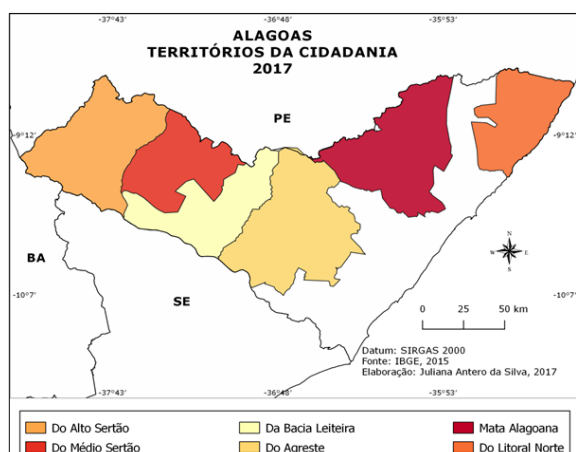 -37°43' -36°48' -35°53'
ALAGOAS
TERRITÓRIOS DA CIDADANIA
2017
PE
-9°12' -9°12'
BA
SE
N
W E
S
-10°7' -10°7'
0 25 50 km
Datum: SIRGAS 2000
Fonte: IBGE, 2015
Elaboração: Juliana Antero da Silva, 2017
-37°43' -36°48' -35°53'
Do Alto Sertão Da Bacia Leiteira Mata Alagoana
Do Médio Sertão Do Agreste Do Litoral Norte